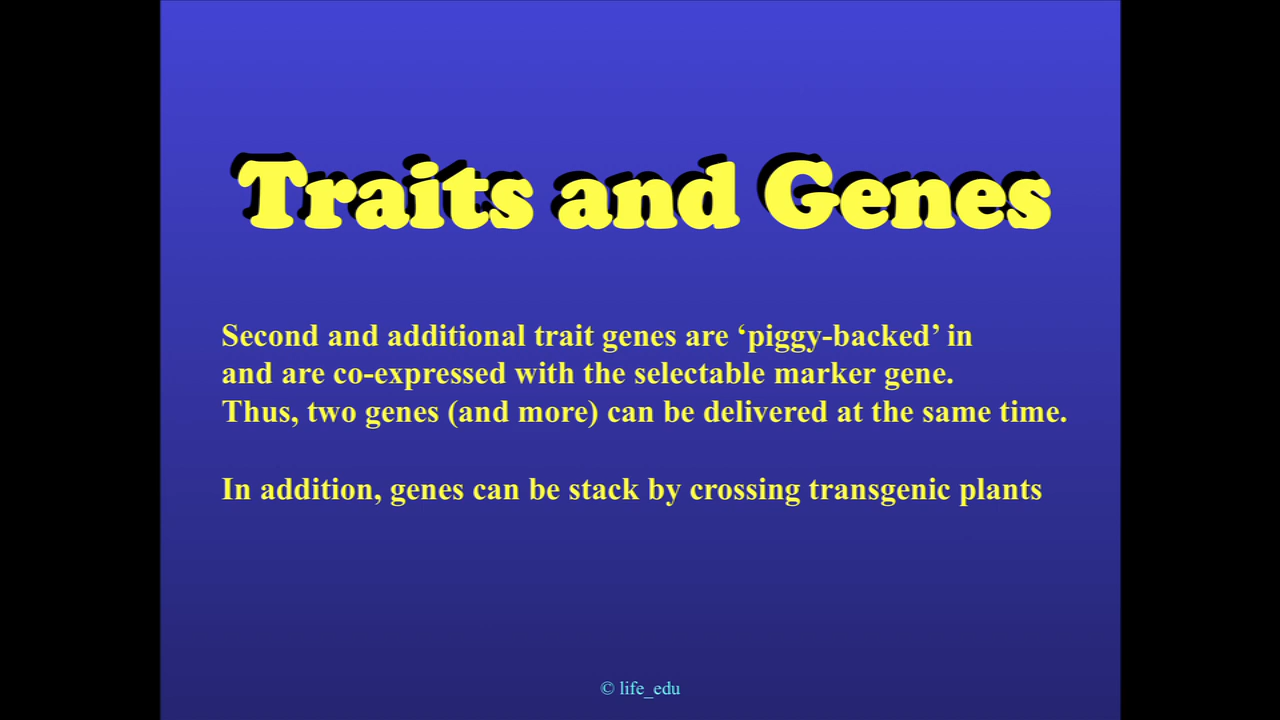 Traits and Genes
Second and additional trait genes are ‘piggy-backed’ in
and are co-expressed with the selectable marker gene.
Thus, two genes (and more) can be delivered at the same time.
In addition, genes can be stack by crossing transgenic plants
© life_edu